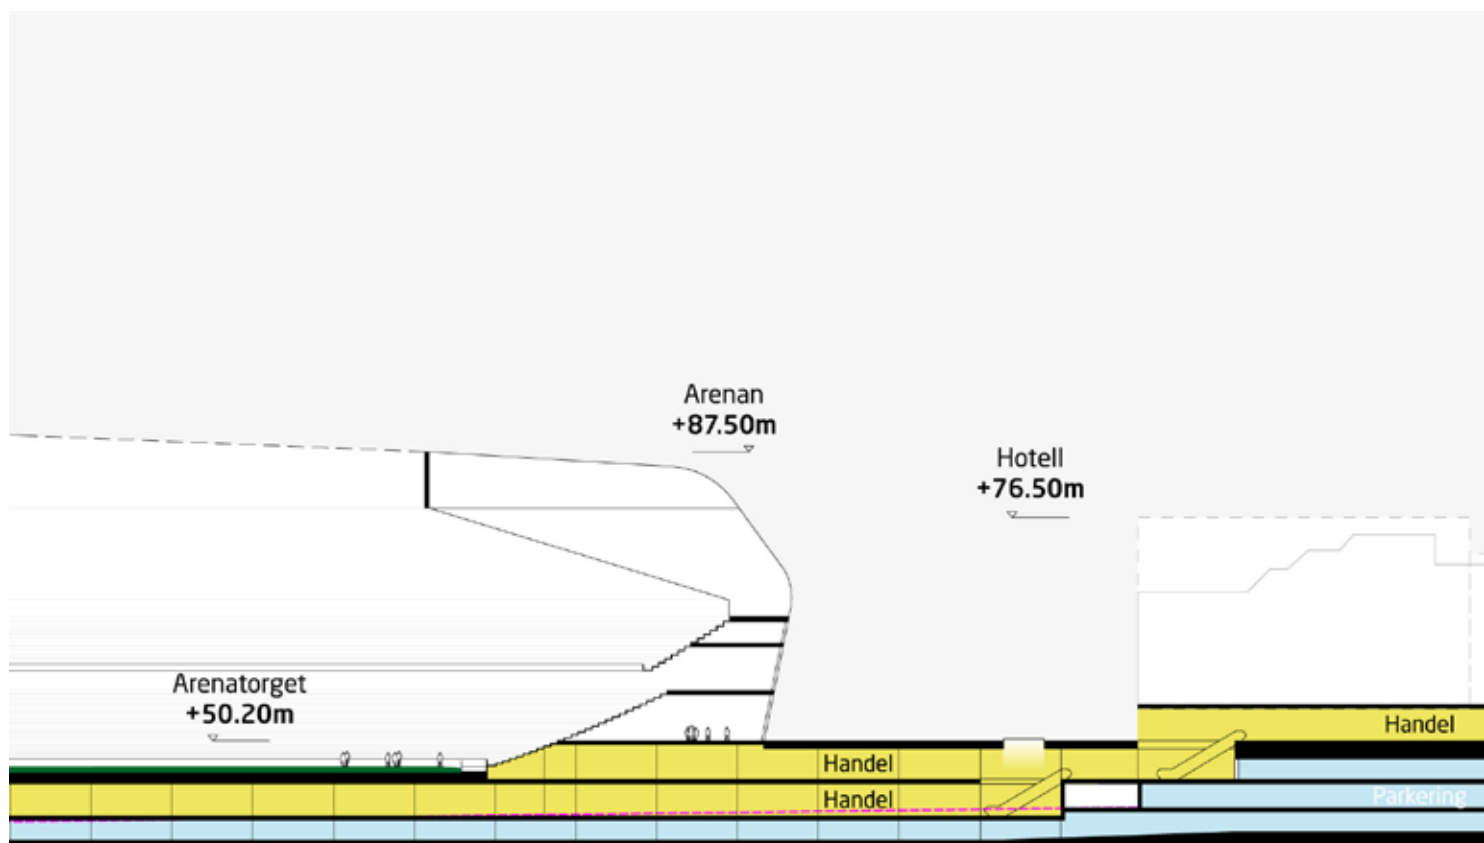 Arenan
+87.50m
Hotell
+76.50m
Arenatorget
+50.20m
Handel
Handel
Handel
Parkering